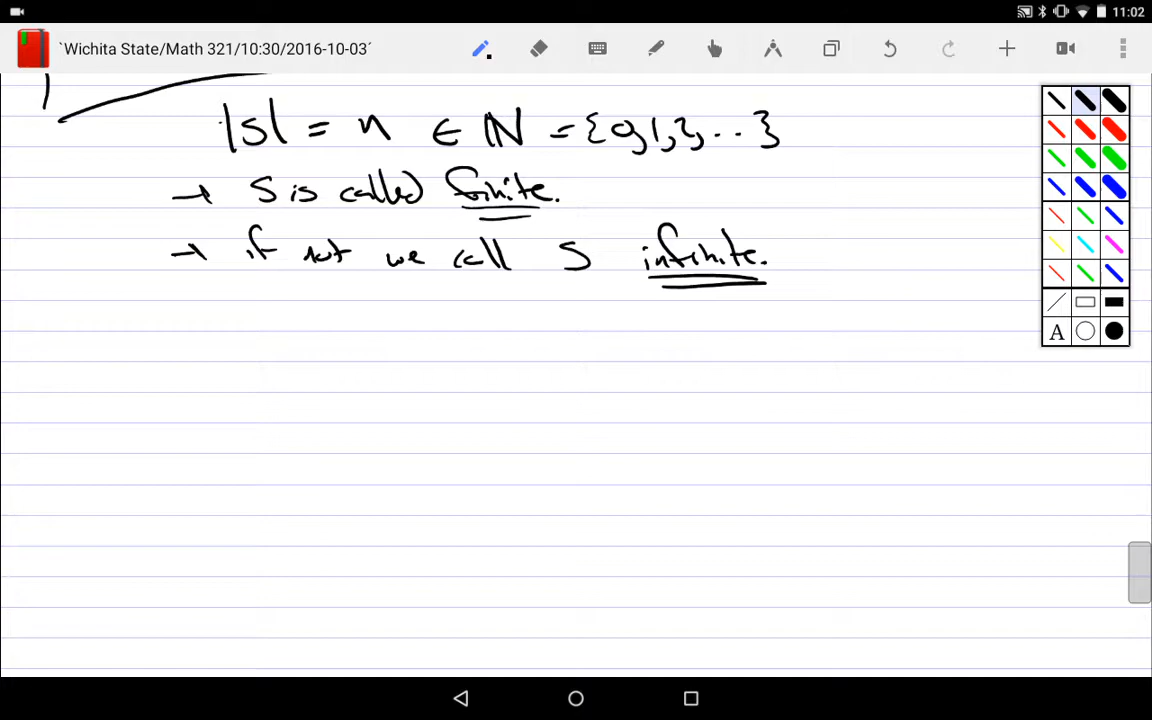 11:02
`Wichita State/Math 321/10:30/2016-10-03´
|S| = n ∈ ℕ = {0,1,2,...}
→ S is called finite.
→ if not we call S infinite.
A